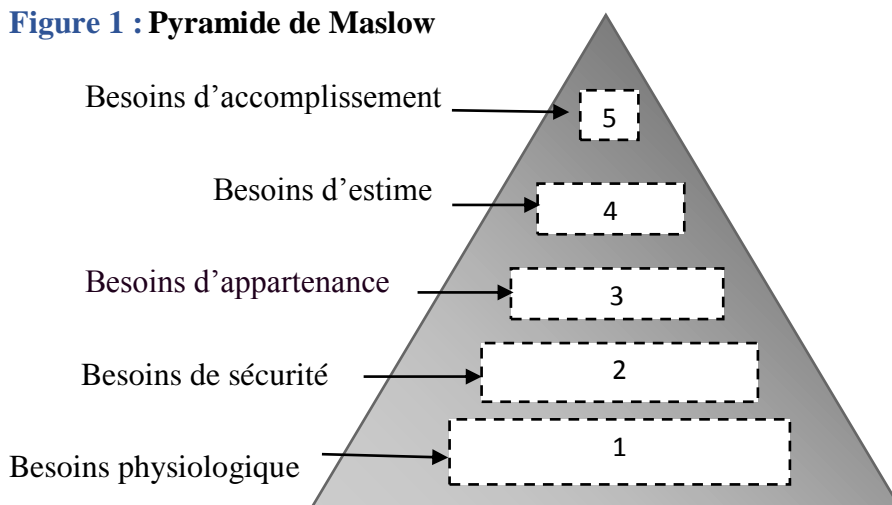 Figure 1 : Pyramide de Maslow
Besoins d’accomplissement
5
Besoins d’estime
4
Besoins d’appartenance
3
Besoins de sécurité
2
Besoins physiologique
1